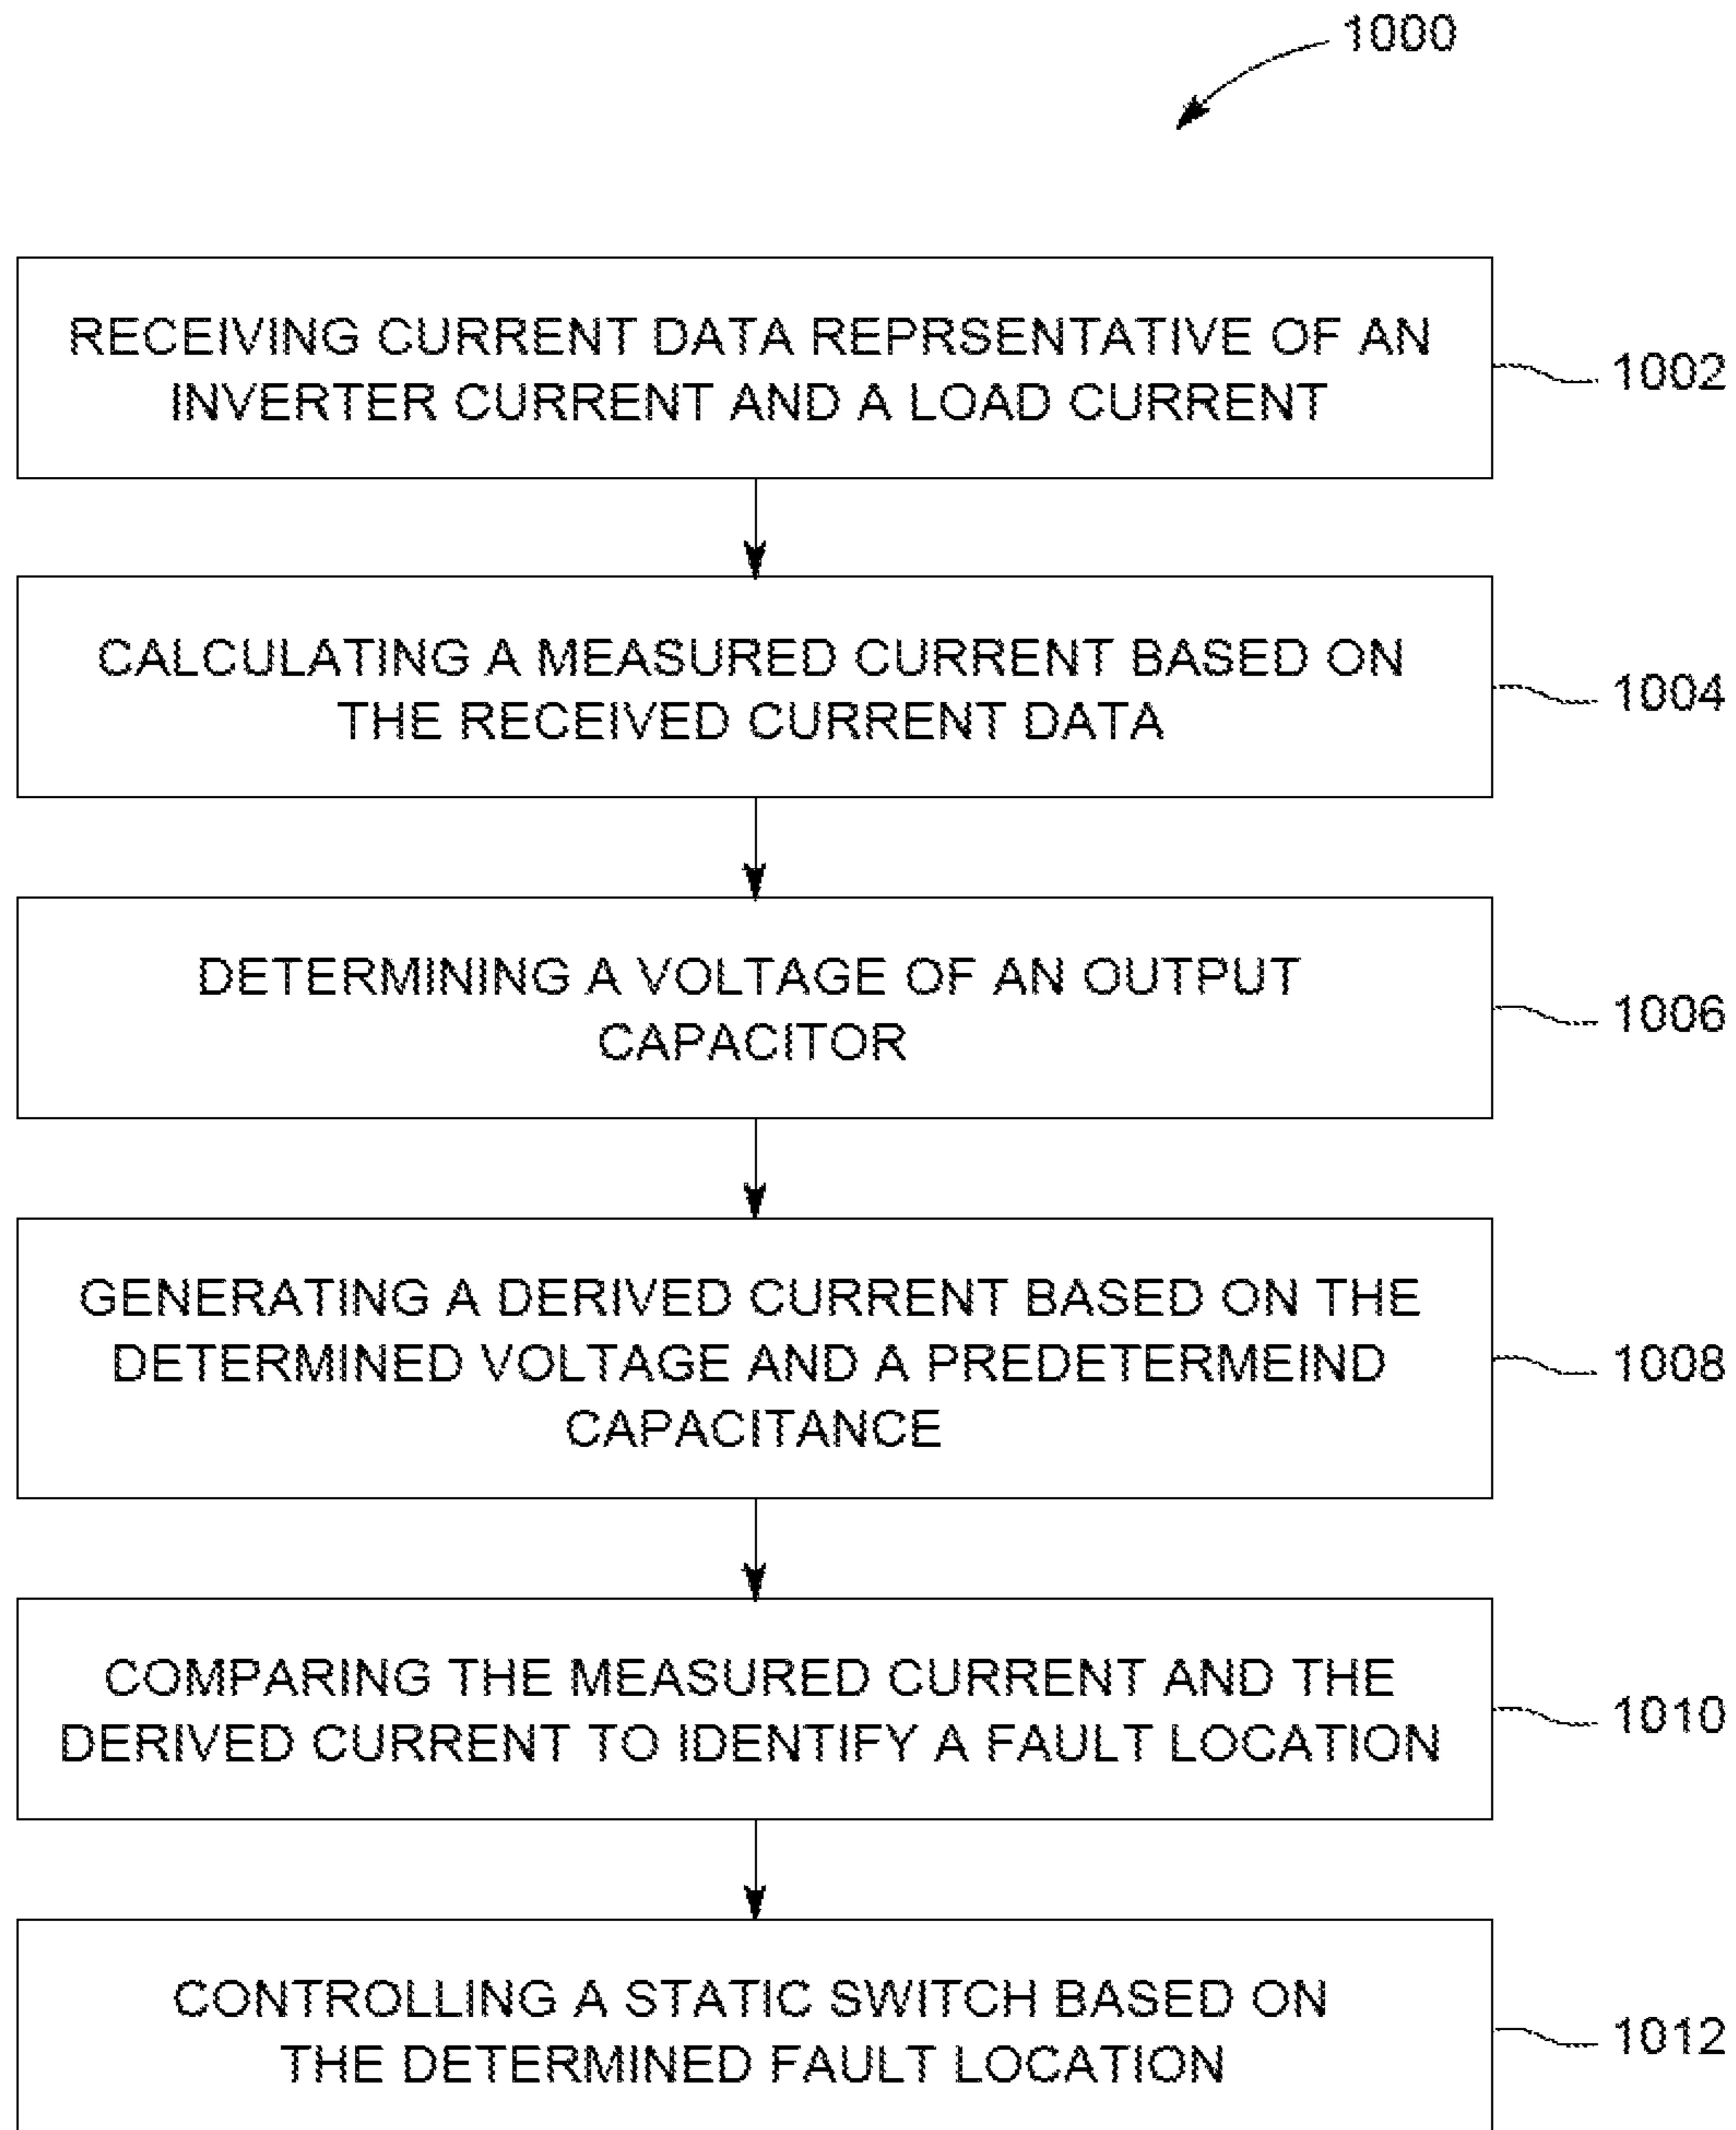 1000
RECEIVING CURRENT DATA REPRSENTATIVE OF AN
INVERTER CURRENT AND A LOAD CURRENT
1002
CALCULATING A MEASURED CURRENT BASED ON
THE RECEIVED CURRENT DATA
1004
DETERMINING A VOLTAGE OF AN OUTPUT
CAPACITOR
1006
GENERATING A DERIVED CURRENT BASED ON THE
DETERMINED VOLTAGE AND A PREDETERMEIND
CAPACITANCE
1008
COMPARING THE MEASURED CURRENT AND THE
DERIVED CURRENT TO IDENTIFY A FAULT LOCATION
1010
CONTROLLING A STATIC SWITCH BASED ON
THE DETERMINED FAULT LOCATION
1012